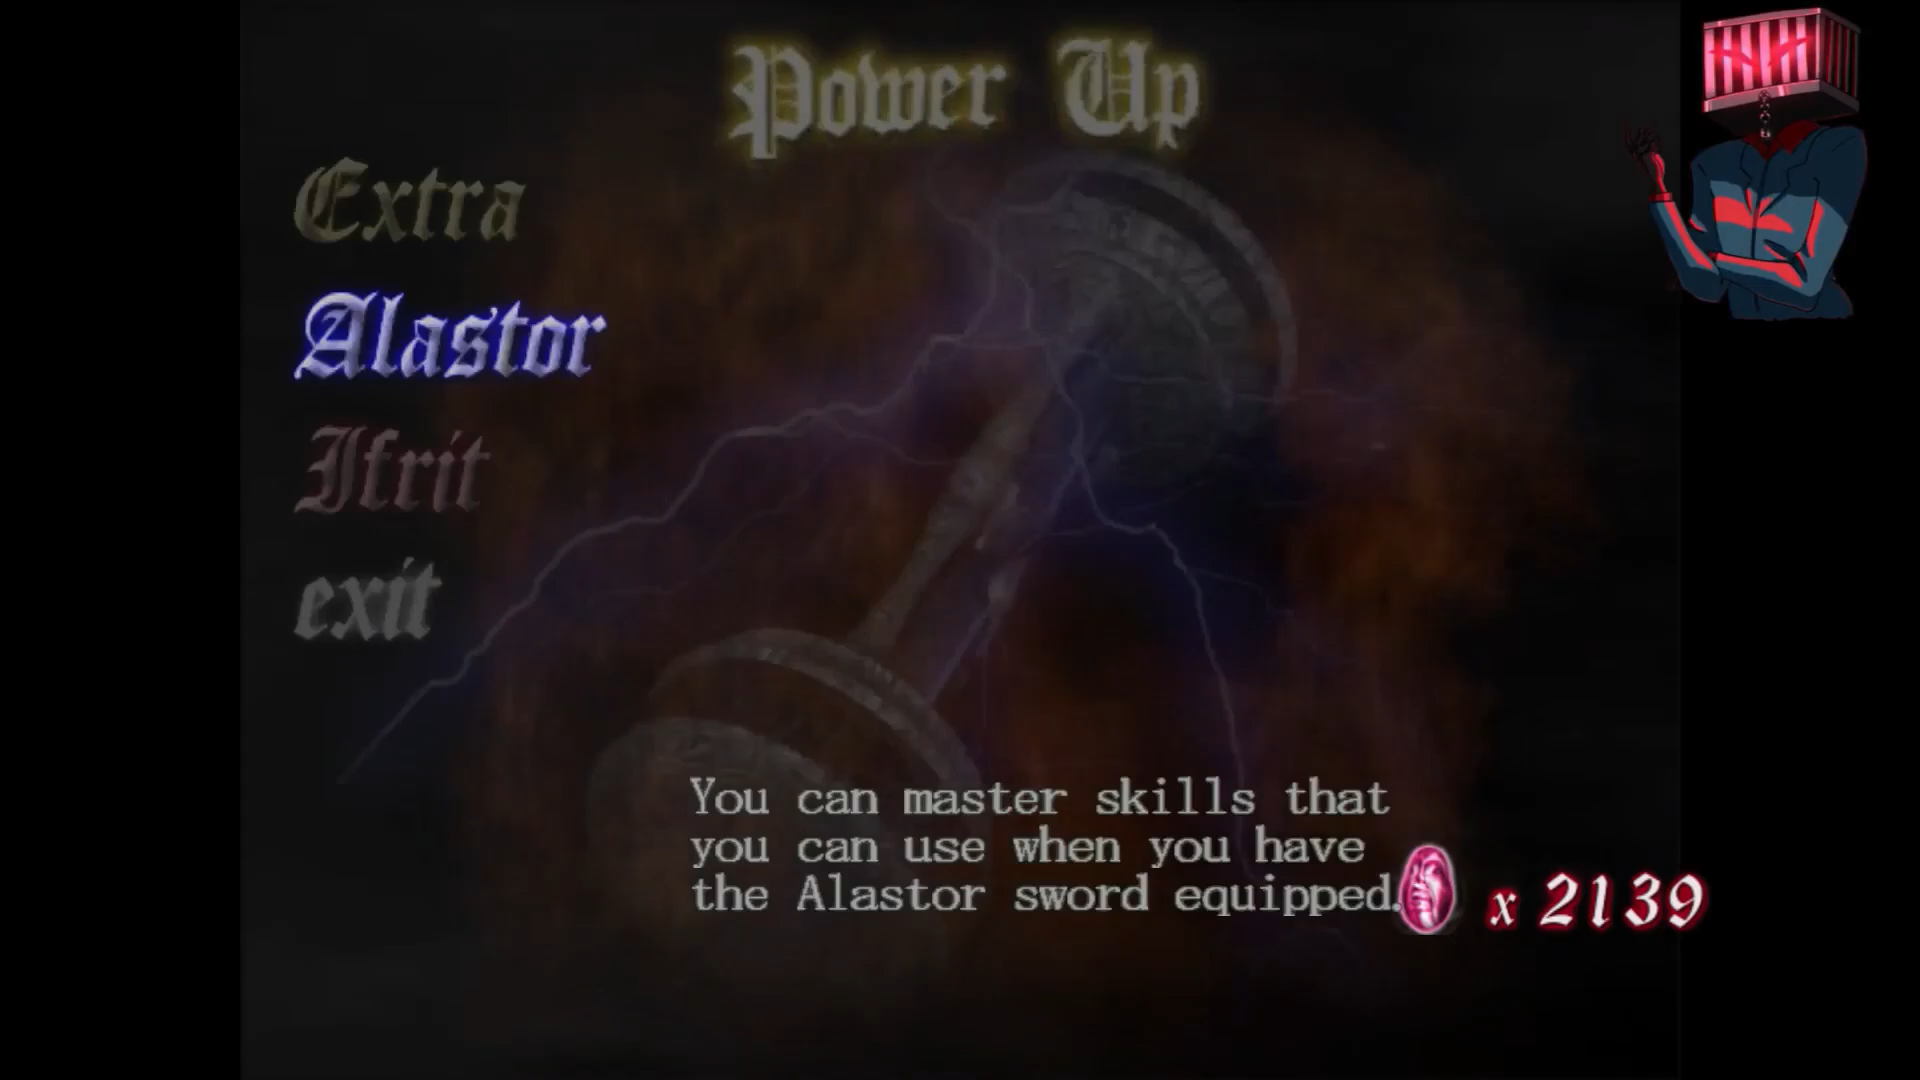 Power Up
Extra
Alastor
Ifrit
exit
You can master skills that
you can use when you have
the Alastor sword equipped.
x 2139